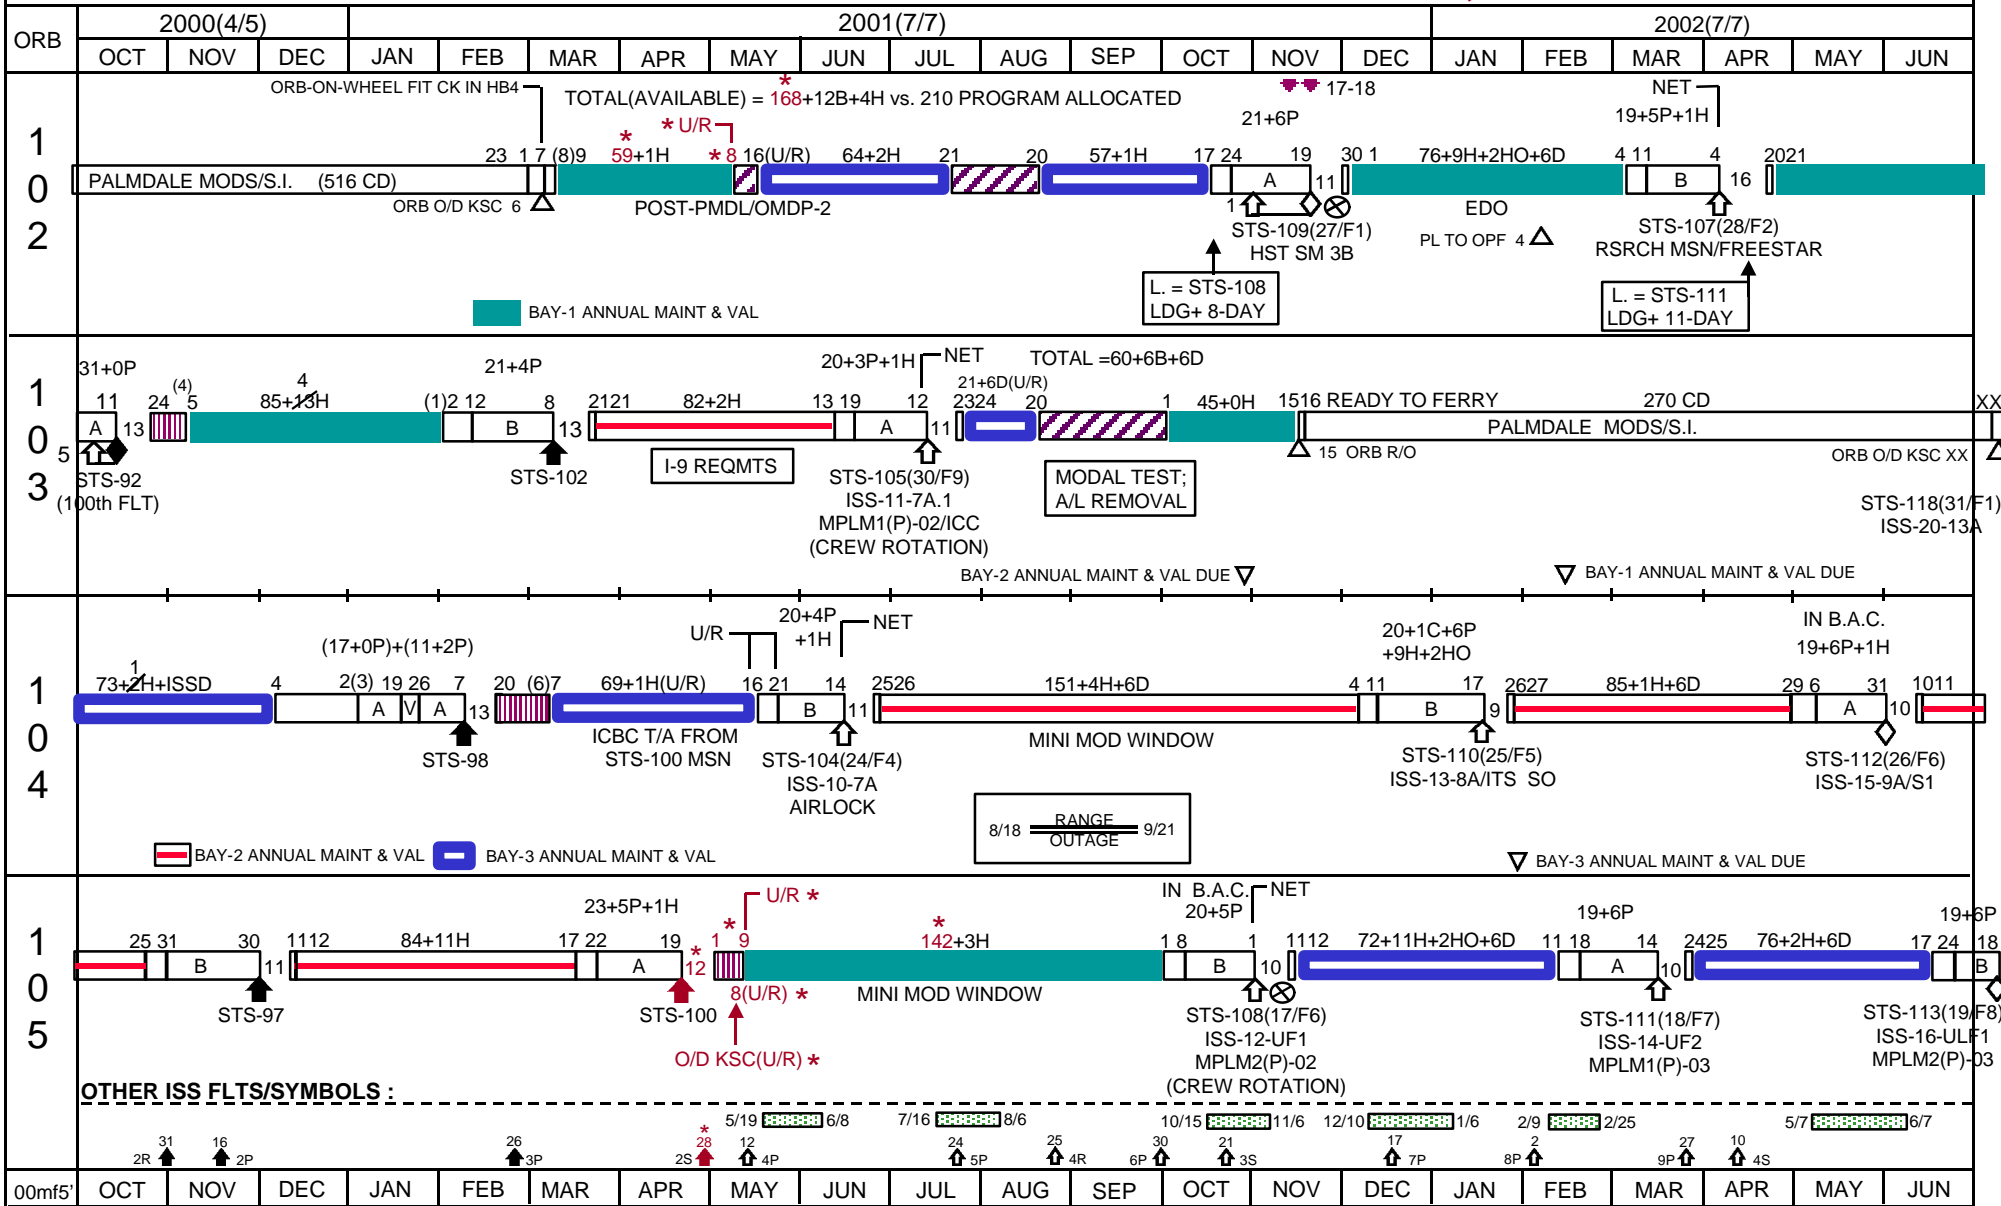 ORB
2000(4/5)
2001(7/7)
2002(7/7)
OCT NOV DEC JAN FEB MAR APR MAY JUN JUL AUG SEP OCT NOV DEC JAN FEB MAR APR MAY JUN
102
ORB-ON-WHEEL FIT CK IN HB4
*
TOTAL(AVAILABLE) = 168+12B+4H vs. 210 PROGRAM ALLOCATED
17-18
NET
* U/R
*
21+6P
19+5P+1H
23 1 7 (8)9 59+1H * 8 16(U/R) 64+2H 21 20 57+1H 17 24 19 30 1 76+9H+2HO+6D 4 11 4 2021
PALMDALE MODS/S.I. (516 CD)
A 11 B 16
ORB O/D KSC 6
POST-PMDL/OMDP-2
1
EDO
STS-109(27/F1)
HST SM 3B
PL TO OPF 4
STS-107(28/F2)
RSRCH MSN/FREESTAR
L. = STS-108
LDG+ 8-DAY
L. = STS-111
LDG+ 11-DAY
BAY-1 ANNUAL MAINT & VAL
103
31+0P
21+4P
20+3P+1H
NET
TOTAL =60+6B+6D
11 24 (4) 5 85+13H 4 (1)2 12 8 2121 82+2H 13 19 12 2324 21+6D(U/R) 20 1 45+0H 1516 READY TO FERRY 270 CD XX
A 13 B 13 A 11 PALMDALE MODS/S.I.
5
STS-92
(100th FLT)
STS-102
I-9 REQMTS
STS-105(30/F9)
ISS-11-7A.1
MPLM1(P)-02/ICC
(CREW ROTATION)
MODAL TEST;
A/L REMOVAL
15 ORB R/O
ORB O/D KSC XX
STS-118(31/F1)
ISS-20-13A
BAY-2 ANNUAL MAINT & VAL DUE
BAY-1 ANNUAL MAINT & VAL DUE
104
(17+0P)+(11+2P)
U/R
20+4P
+1H
NET
20+1C+6P
+9H+2HO
IN B.A.C.
19+6P+1H
1
73+2H+ISSD 4 2(3) 19 26 7 20 (6)7 69+1H(U/R) 16 21 14 2526 151+4H+6D 4 11 17 2627 85+1H+6D 29 6 31 1011
A V A 13 B 11 B 9 A 10
STS-98
ICBC T/A FROM
STS-100 MSN
STS-104(24/F4)
ISS-10-7A
AIRLOCK
MINI MOD WINDOW
STS-110(25/F5)
ISS-13-8A/ITS SO
STS-112(26/F6)
ISS-15-9A/S1
8/18 RANGE OUTAGE 9/21
BAY-2 ANNUAL MAINT & VAL
BAY-3 ANNUAL MAINT & VAL
BAY-3 ANNUAL MAINT & VAL DUE
105
U/R *
IN B.A.C.
20+5P
NET
23+5P+1H
19+6P
19+6P
25 31 30 1112 84+11H 17 22 19 * 1 * 9 142+3H * 1 8 1 1112 72+11H+2HO+6D 11 18 14 2425 76+2H+6D 17 24 18
B 11 A 12 B 10 A 10 B
STS-97
STS-100
8(U/R) *
O/D KSC(U/R) *
MINI MOD WINDOW
STS-108(17/F6)
ISS-12-UF1
MPLM2(P)-02
(CREW ROTATION)
STS-111(18/F7)
ISS-14-UF2
MPLM1(P)-03
STS-113(19/F8)
ISS-16-ULF1
MPLM2(P)-03
OTHER ISS FLTS/SYMBOLS :
5/19 6/8 7/16 8/6 10/15 11/6 12/10 1/6 2/9 2/25 5/7 6/7
31 16 26 * 28 12 24 25 30 21 17 2 27 10
2R 2P 3P 2S 4P 5P 4R 6P 3S 7P 8P 9P 4S
00mf5'
OCT NOV DEC JAN FEB MAR APR MAY JUN JUL AUG SEP OCT NOV DEC JAN FEB MAR APR MAY JUN